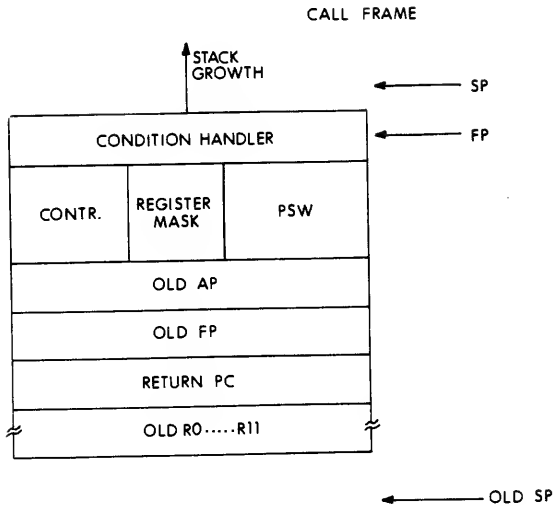 CALL FRAME
STACK
GROWTH
SP
CONDITION HANDLER
FP
CONTR.
REGISTER
MASK
PSW
OLD AP
OLD FP
RETURN PC
OLD R0.....R11
OLD SP